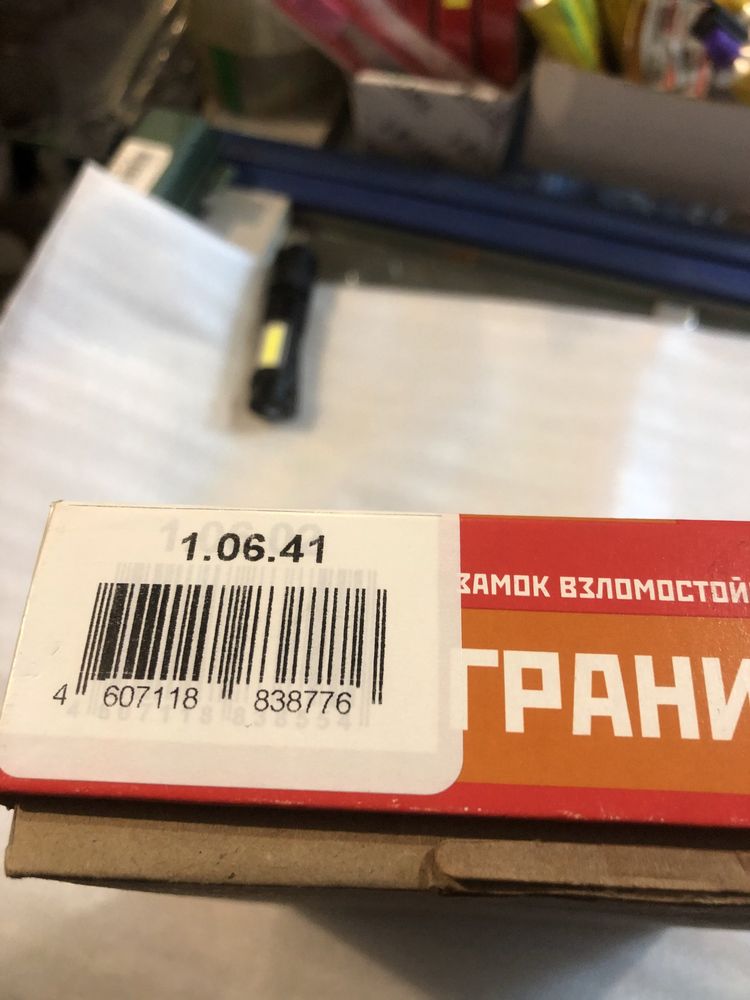 1.06.41
4 607118 838776
ЗАМОК ВЗЛОМОСТОЙ
ГРАНИ